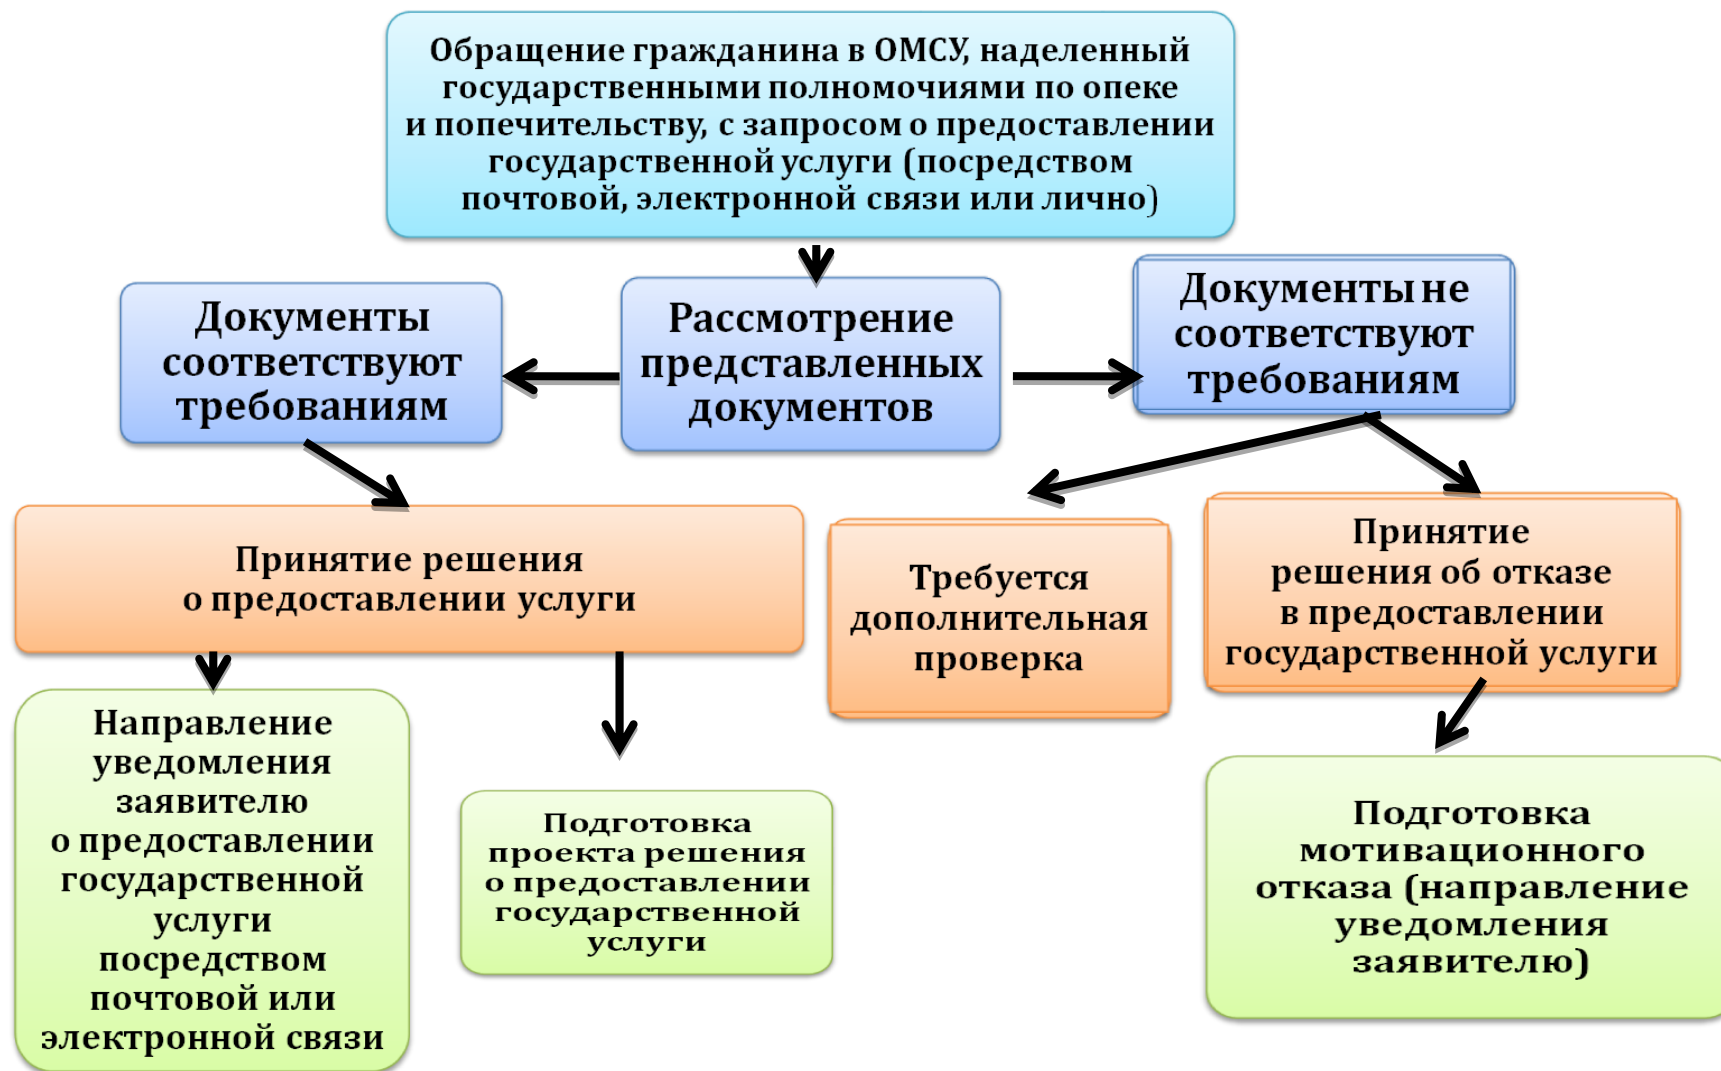 Обращение гражданина в ОМСУ, наделенный
государственными полномочиями по опеке
и попечительству, с запросом о предоставлении
государственной услуги (посредством
почтовой, электронной связи или лично)
Документы
соответствуют
требованиям
Рассмотрение
представленных
документов
Документы не
соответствуют
требованиям
Принятие решения
о предоставлении услуги
Требуется
дополнительная
проверка
Принятие
решения об отказе
в предоставлении
государственной услуги
Направление
уведомления
заявителю
о предоставлении
государственной
услуги
посредством
почтовой или
электронной связи
Подготовка
проекта решения
о предоставлении
государственной
услуги
Подготовка
мотивационного
отказа (направление
уведомления
заявителю)